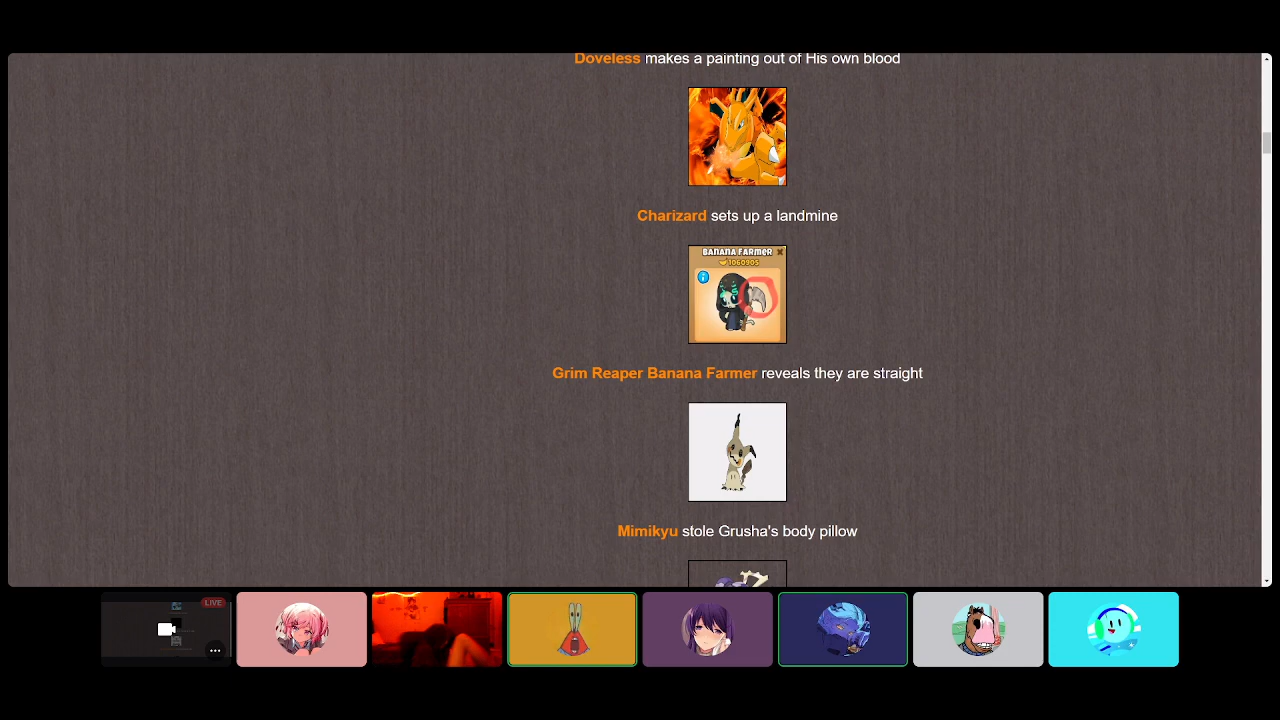 Doveless makes a painting out of His own blood
Charizard sets up a landmine
BANANA FARMER
1060905
Grim Reaper Banana Farmer reveals they are straight
Mimikyu stole Grusha's body pillow
LIVE